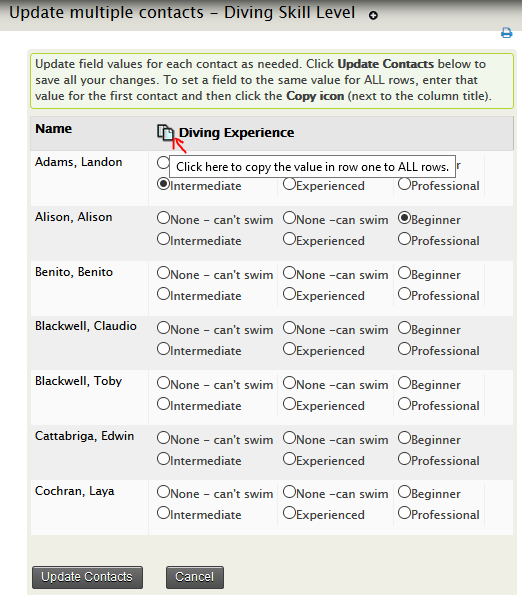 Update multiple contacts - Diving Skill Level
Update field values for each contact as needed. Click Update Contacts below to
save all your changes. To set a field to the same value for ALL rows, enter that
value for the first contact and then click the Copy icon (next to the column title).
Name Diving Experience
Adams, Landon
Click here to copy the value in row one to ALL rows. r
Intermediate Experienced Professional
Alison, Alison None - can't swim None -can swim Beginner
Intermediate Experienced Professional
Benito, Benito None - can't swim None -can swim Beginner
Intermediate Experienced Professional
Blackwell, Claudio None - can't swim None -can swim Beginner
Intermediate Experienced Professional
Blackwell, Toby None - can't swim None -can swim Beginner
Intermediate Experienced Professional
Cattabriga, Edwin None - can't swim None -can swim Beginner
Intermediate Experienced Professional
Cochran, Laya None - can't swim None -can swim Beginner
Intermediate Experienced Professional
Update Contacts Cancel